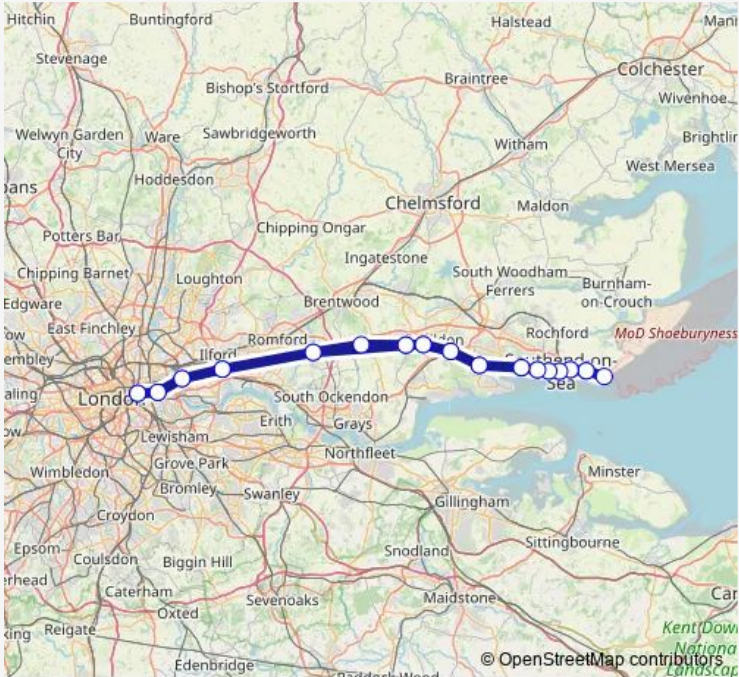 Hitchin
Buntingford
Halstead
Stevenage
Colchester
Braintree
Bishop's Stortford
Wivenhoe
Welwyn Garden
City
Ware
Sawbridgeworth
Witham
West Mersea
Hoddesdon
Chelmsford
Maldon
Potters Bar
Chipping Ongar
Ingatestone
Chipping Barnet
Loughton
South Woodham
Ferrers
Burnham-
on-Crouch
Edgware
Brentwood
East Finchley
Romford
Rochford
MoD Shoeburyness
Ilford
Southend-on-
Sea
London
South Ockendon
Erith
Grays
Lewisham
Northfleet
Grove Park
Wimbledon
Bromley
Swanley
Minster
Gillingham
Croydon
Sittingbourne
Epsom
Coulsdon
Biggin Hill
Snodland
Caterham
Sevenoaks
Maidstone
Oxted
Reigate
Edenbridge
© OpenStreetMap contributors